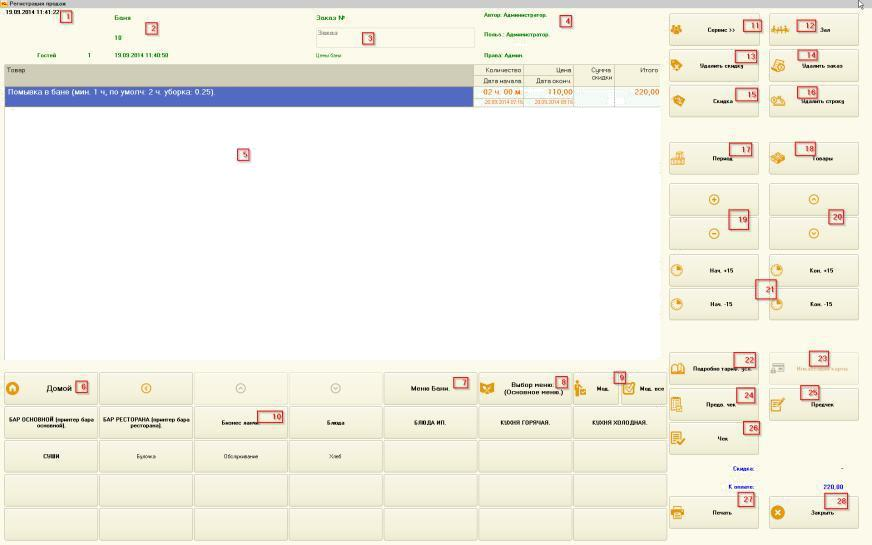 Регистрация продаж
19.09.2014 11:41:22
1
Баня
2
10
Гостей 1 19.09.2014 11:40:50
Заказ №
Заказ
3
Цены бани
Автор: Администратор.
4
Польз.: Администратор.
Права: Админ.
Товар Количество Цена Сумма скидки Итого
Дата начала Дата оконч.
Помывка в бане (мин. 1 ч, по умолч: 2 ч. уборка: 0.25). 02 ч. 00 м. 110,00 220,00
20.09.2014 07:15 20.09.2014 09:15
5
Сервис >> 11
12 Зал
13 Удалить скидку
14 Удалить заказ
15 Скидка
16 Удалить строку
17 Период
18 Товары
19
20
Нач. +15
Кон. +15
21
Нач. -15
Кон. -15
22
Подробно тариф. усл.
23
24
Предв. чек
25
Предчек
26
Чек
Скидка: -
К оплате: 220,00
27
Печать
28
Закрыть
Домой 6
Меню Бани. 7
Выбор меню: (Основное меню.) 8
9
Мод.
Мод. все
БАР ОСНОВНОЙ (принтер бара основной).
БАР РЕСТОРАНА (принтер бара ресторана).
Бизнес ланч. 10
Блюда
БЛЮДА ИП.
КУХНЯ ГОРЯЧАЯ.
КУХНЯ ХОЛОДНАЯ.
СУШИ
Булочка
Обслуживание
Хлеб